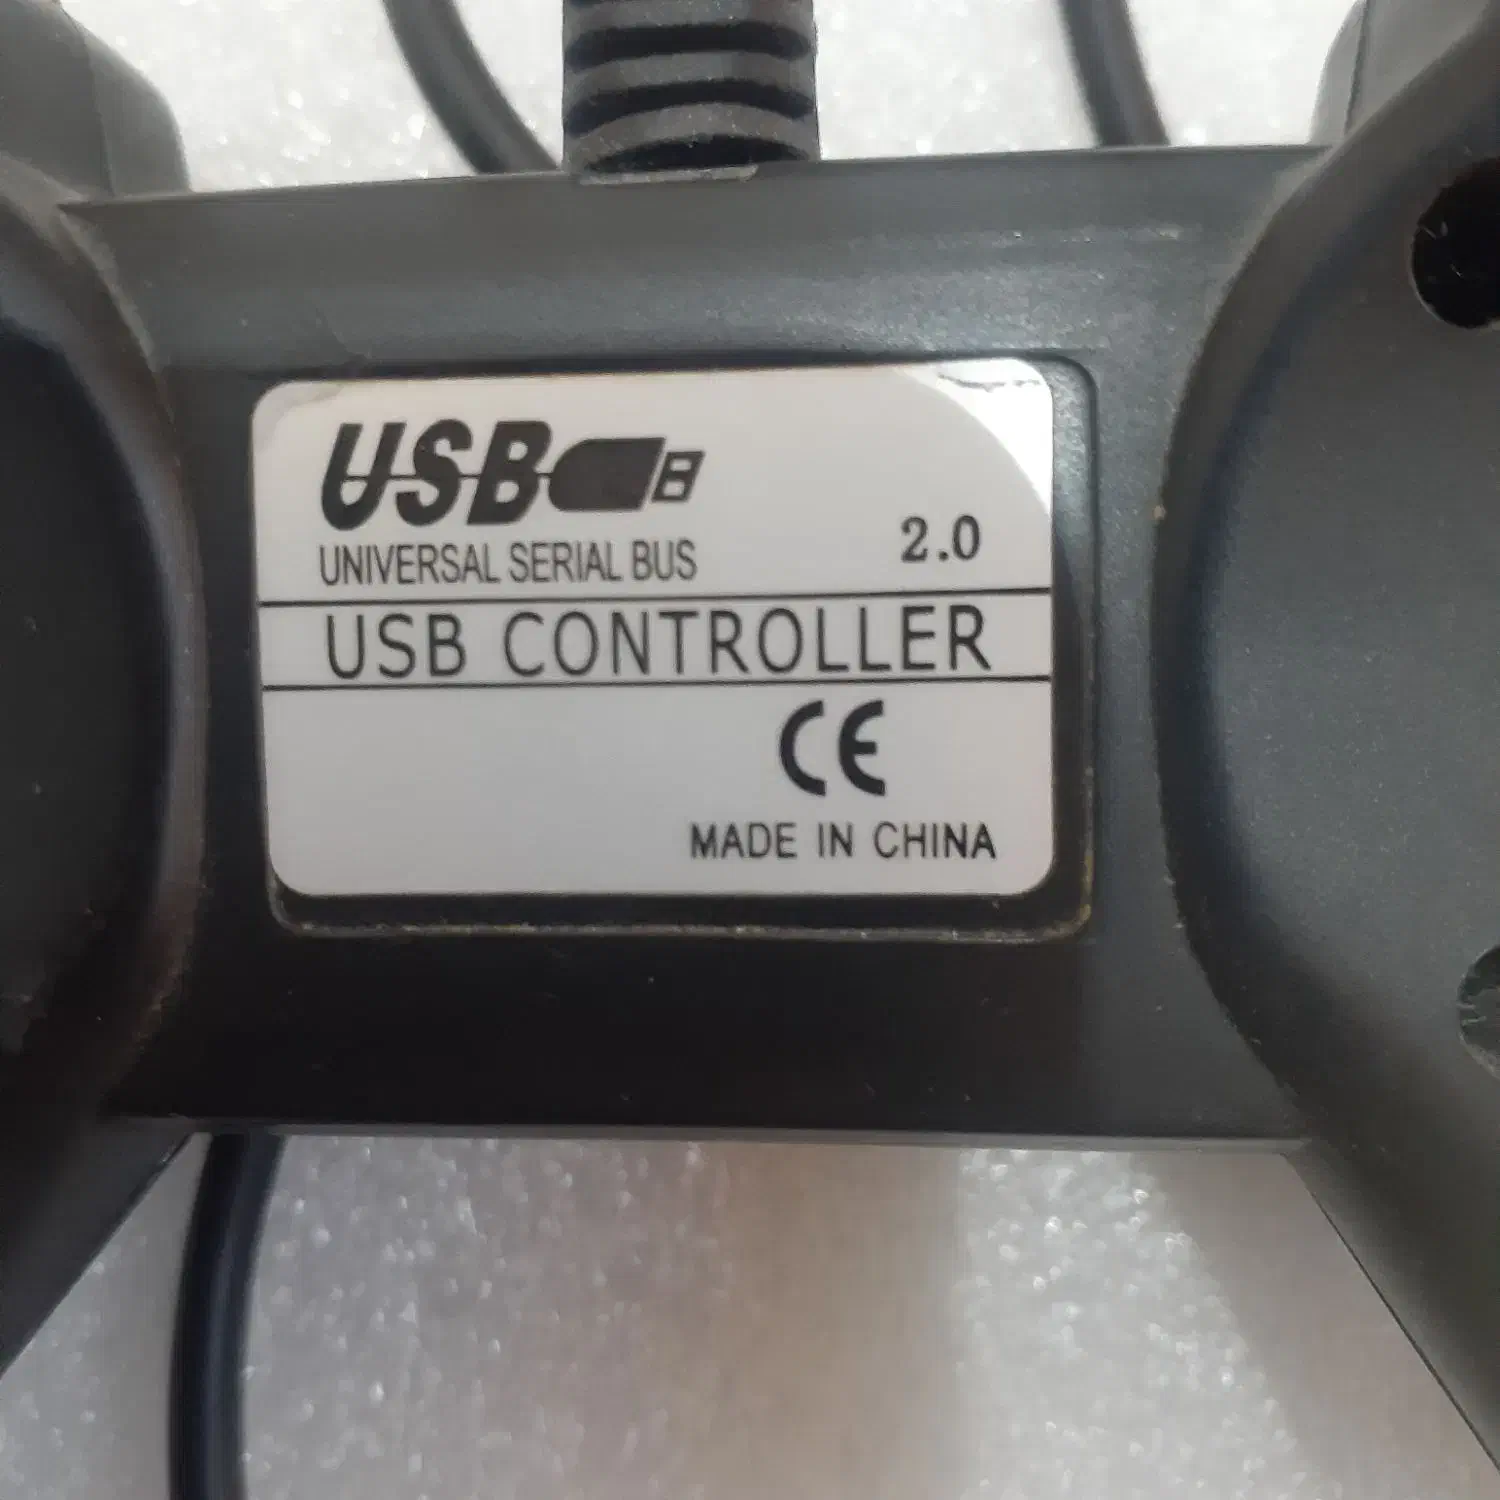 USB
UNIVERSAL SERIAL BUS 2.0
USB CONTROLLER
CE
MADE IN CHINA